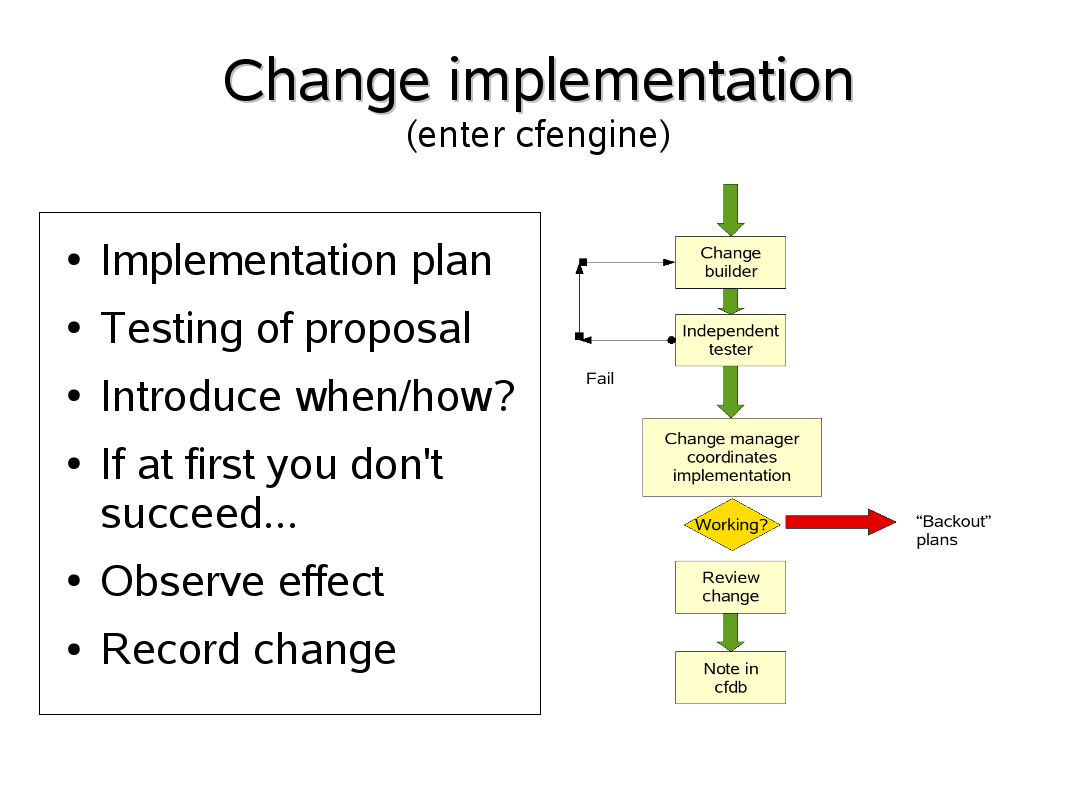 Change implementation
(enter cfengine)
• Implementation plan
• Testing of proposal
• Introduce when/how?
• If at first you don't
succeed...
• Observe effect
• Record change
Change
builder
Independent
tester
Fail
Change manager
coordinates
implementation
Working?
“Backout”
plans
Review
change
Note in
cfdb